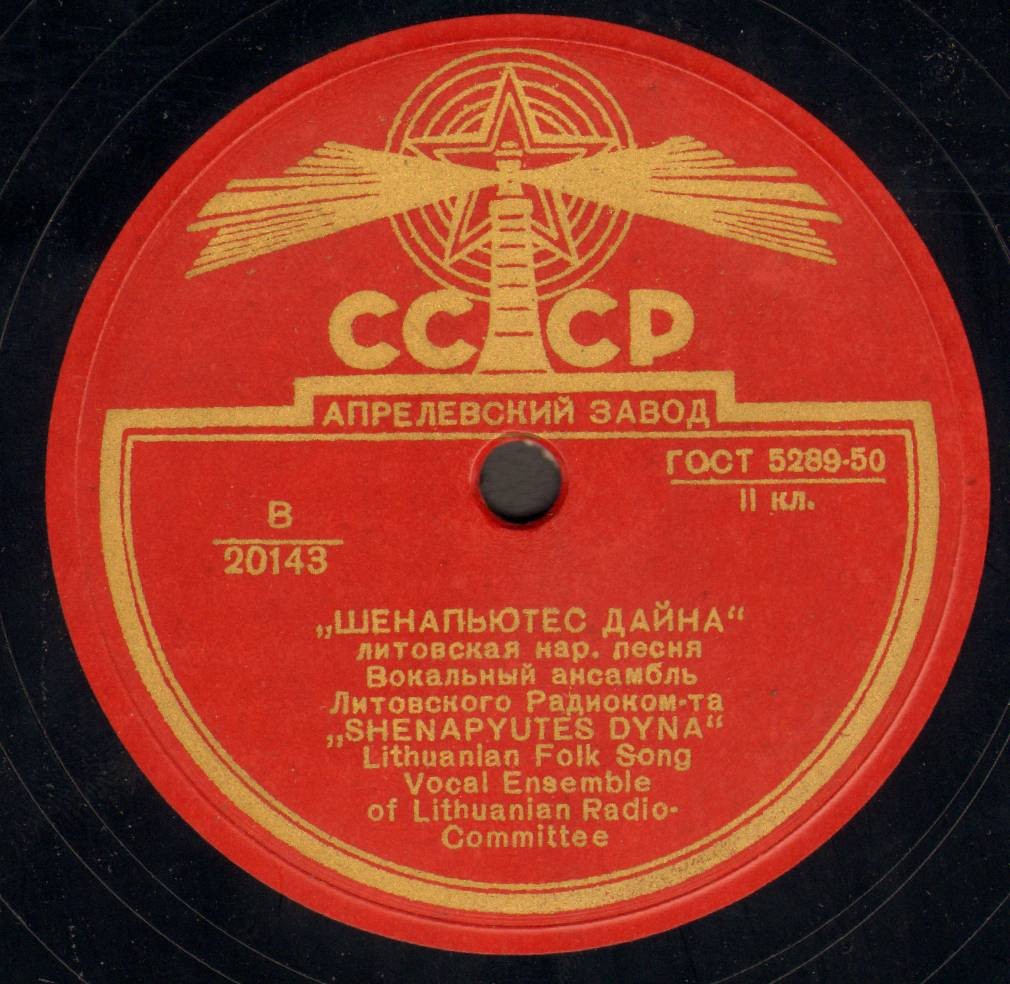 СССР
АПРЕЛЕВСКИЙ ЗАВОД
ГОСТ 5289-50
II кл.
В
20143
„ШЕНАПЬЮТЕС ДАЙНА“
литовская нар. песня
Вокальный ансамбль
Литовского Радиоком-та
„SHENAPYUTES DYNA“
Lithuanian Folk Song
Vocal Ensemble
of Lithuanian Radio-
Committee